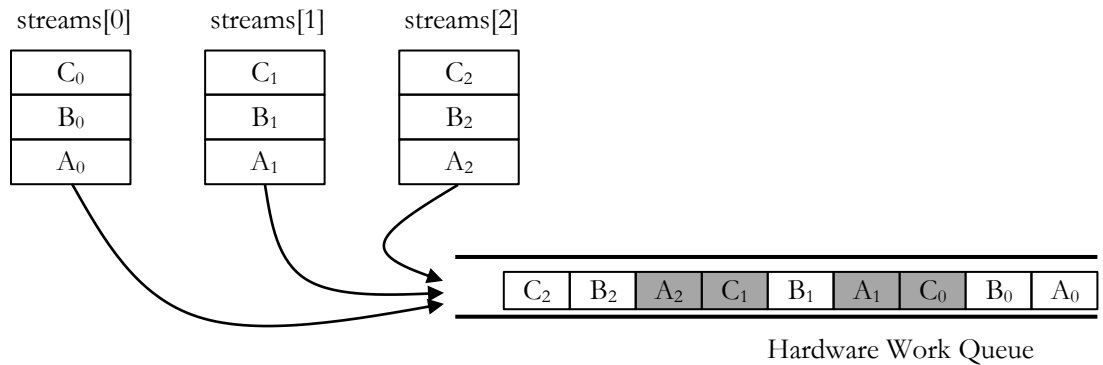 streams[0] streams[1] streams[2]
C₀ C₁ C₂
B₀ B₁ B₂
A₀ A₁ A₂
C₂ B₂ A₂ C₁ B₁ A₁ C₀ B₀ A₀
Hardware Work Queue